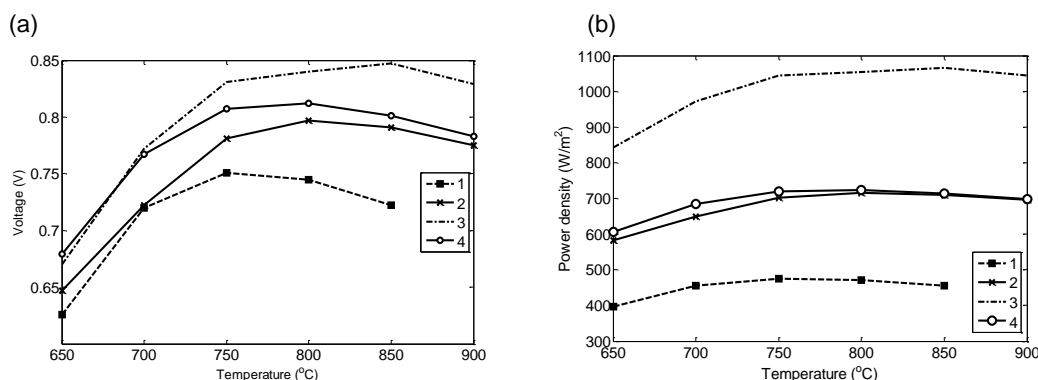 (a)
Voltage (V)
0.85
0.8
0.75
0.7
0.65
650 700 750 800 850 900
Temperature (°C)
1
2
3
4
(b)
Power density (W/m²)
1100
1000
900
800
700
600
500
400
300
650 700 750 800 850 900
Temperature (°C)
1
2
3
4